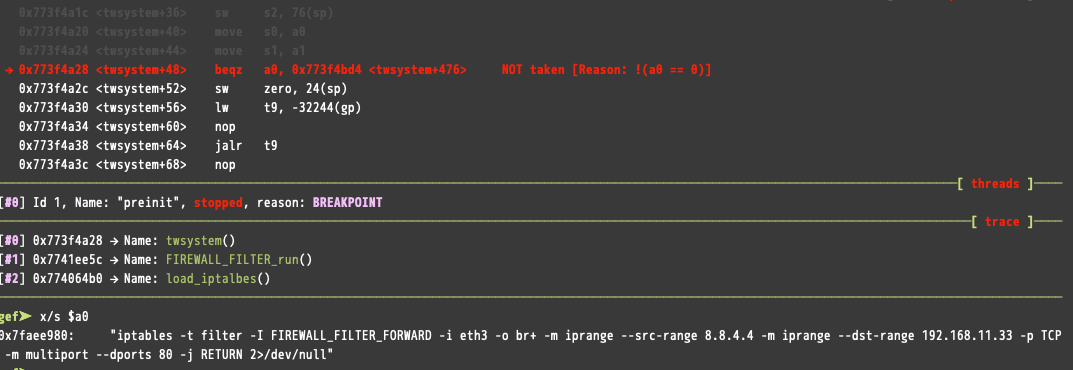 0x773f4a1c <twsystem+36> sw s2, 76(sp)
0x773f4a20 <twsystem+40> move s0, a0
0x773f4a24 <twsystem+44> move s1, a1
→ 0x773f4a28 <twsystem+48> beqz a0, 0x773f4bd4 <twsystem+476> NOT taken [Reason: !(a0 == 0)]
0x773f4a2c <twsystem+52> sw zero, 24(sp)
0x773f4a30 <twsystem+56> lw t9, -32244(gp)
0x773f4a34 <twsystem+60> nop
0x773f4a38 <twsystem+64> jalr t9
0x773f4a3c <twsystem+68> nop
[ threads ]
[#0] Id 1, Name: "preinit", stopped, reason: BREAKPOINT
[ trace ]
[#0] 0x773f4a28 → Name: twsystem()
[#1] 0x7741ee5c → Name: FIREWALL_FILTER_run()
[#2] 0x774064b0 → Name: load_iptalbes()
gef➤ x/s $a0
0x7faee980: "iptables -t filter -I FIREWALL_FILTER_FORWARD -i eth3 -o br+ -m iprange --src-range 8.8.4.4 -m iprange --dst-range 192.168.11.33 -p TCP
-m multiport --dports 80 -j RETURN 2>/dev/null"